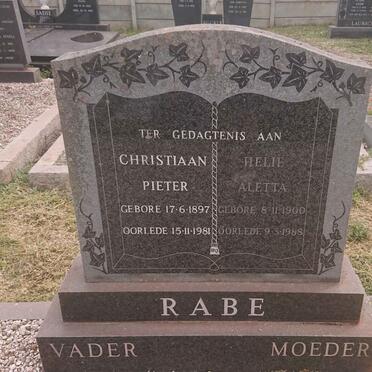 TER GEDAGTENIS AAN
CHRISTIAAN
PIETER
GEBORE 17·6·1897
OORLEDE 15·11·1981
HELIE
ALETTA
GEBORE 8·11·1900
OORLEDE 9·3·1988
RABE
VADER
MOEDER